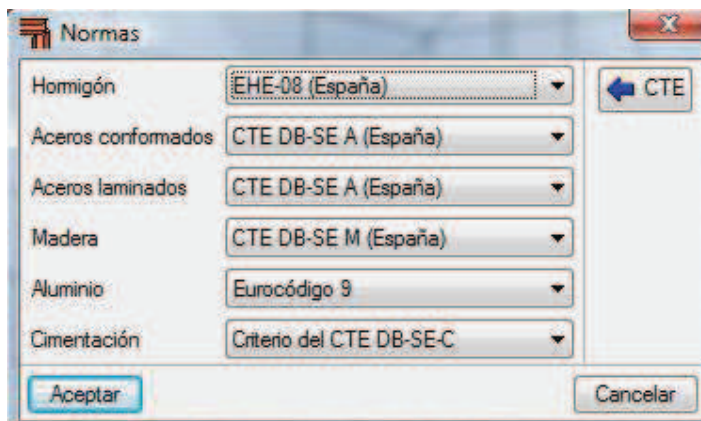 Normas
Hormigón EHE-08 (España) CTE
Aceros conformados CTE DB-SE A (España)
Aceros laminados CTE DB-SE A (España)
Madera CTE DB-SE M (España)
Aluminio Eurocódigo 9
Cimentación Criterio del CTE DB-SE-C
Aceptar Cancelar